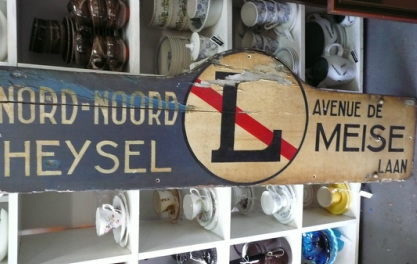 NORD-NOORD
HEYSEL
L
AVENUE DE
MEISE
LAAN